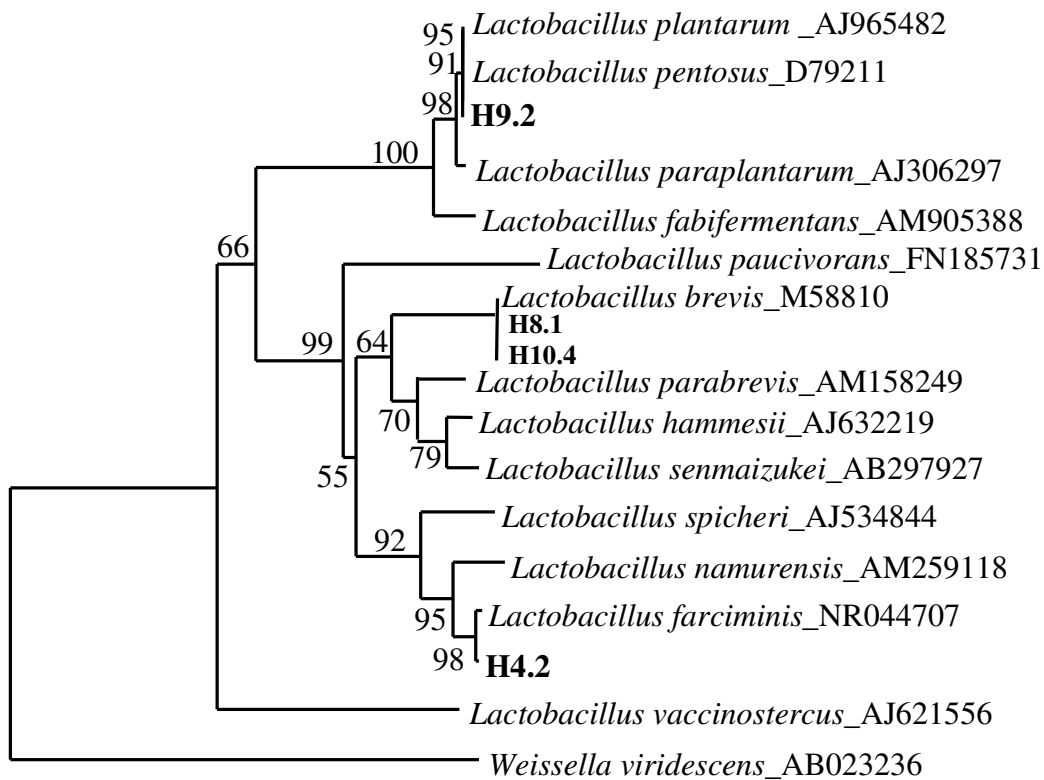 95
Lactobacillus plantarum _AJ965482
91
Lactobacillus pentosus_D79211
98
H9.2
100
Lactobacillus paraplantarum_AJ306297
Lactobacillus fabifermentans_AM905388
66
Lactobacillus paucivorans_FN185731
Lactobacillus brevis_M58810
H8.1
99
64
H10.4
Lactobacillus parabrevis_AM158249
70
Lactobacillus hammesii_AJ632219
79
Lactobacillus senmaizukei_AB297927
55
Lactobacillus spicheri_AJ534844
92
Lactobacillus namurensis_AM259118
95
Lactobacillus farciminis_NR044707
98
H4.2
Lactobacillus vaccinostercus_AJ621556
Weissella viridescens_AB023236